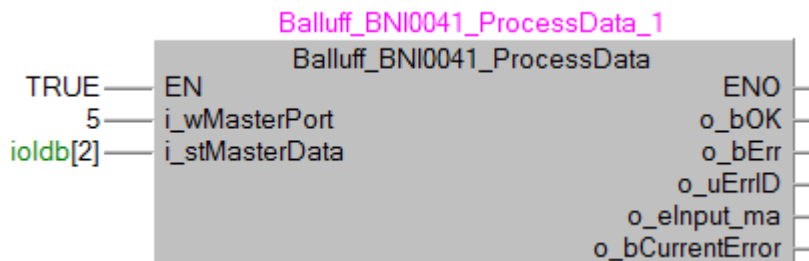 Balluff_BNI0041_ProcessData_1
Balluff_BNI0041_ProcessData
TRUE EN ENO
5 i_wMasterPort o_bOK
ioldb[2] i_stMasterData o_bErr
o_uErrID
o_eInput_ma
o_bCurrentError